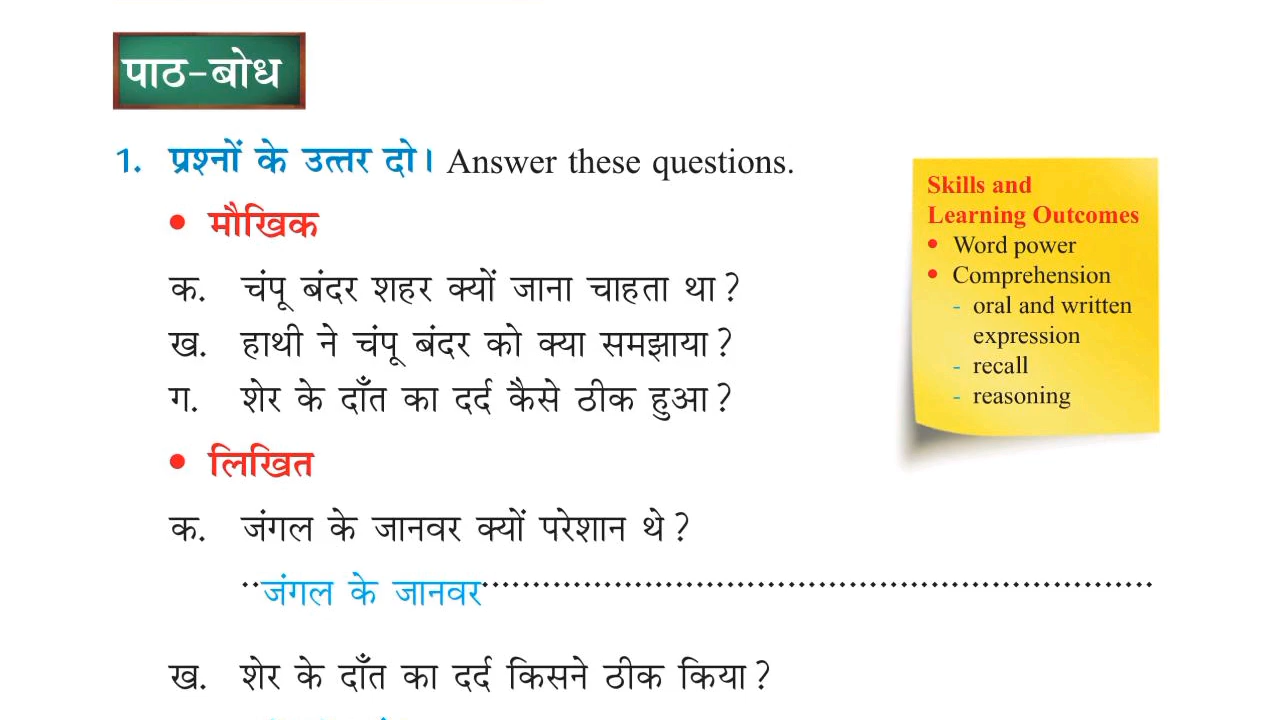 पाठ-बोध
1. प्रश्नों के उत्तर दो। Answer these questions.
• मौखिक
क. चंपू बंदर शहर क्यों जाना चाहता था?
ख. हाथी ने चंपू बंदर को क्या समझाया?
ग. शेर के दाँत का दर्द कैसे ठीक हुआ?
• लिखित
क. जंगल के जानवर क्यों परेशान थे?
जंगल के जानवर
ख. शेर के दाँत का दर्द किसने ठीक किया?
Skills and
Learning Outcomes
• Word power
• Comprehension
- oral and written
expression
- recall
- reasoning